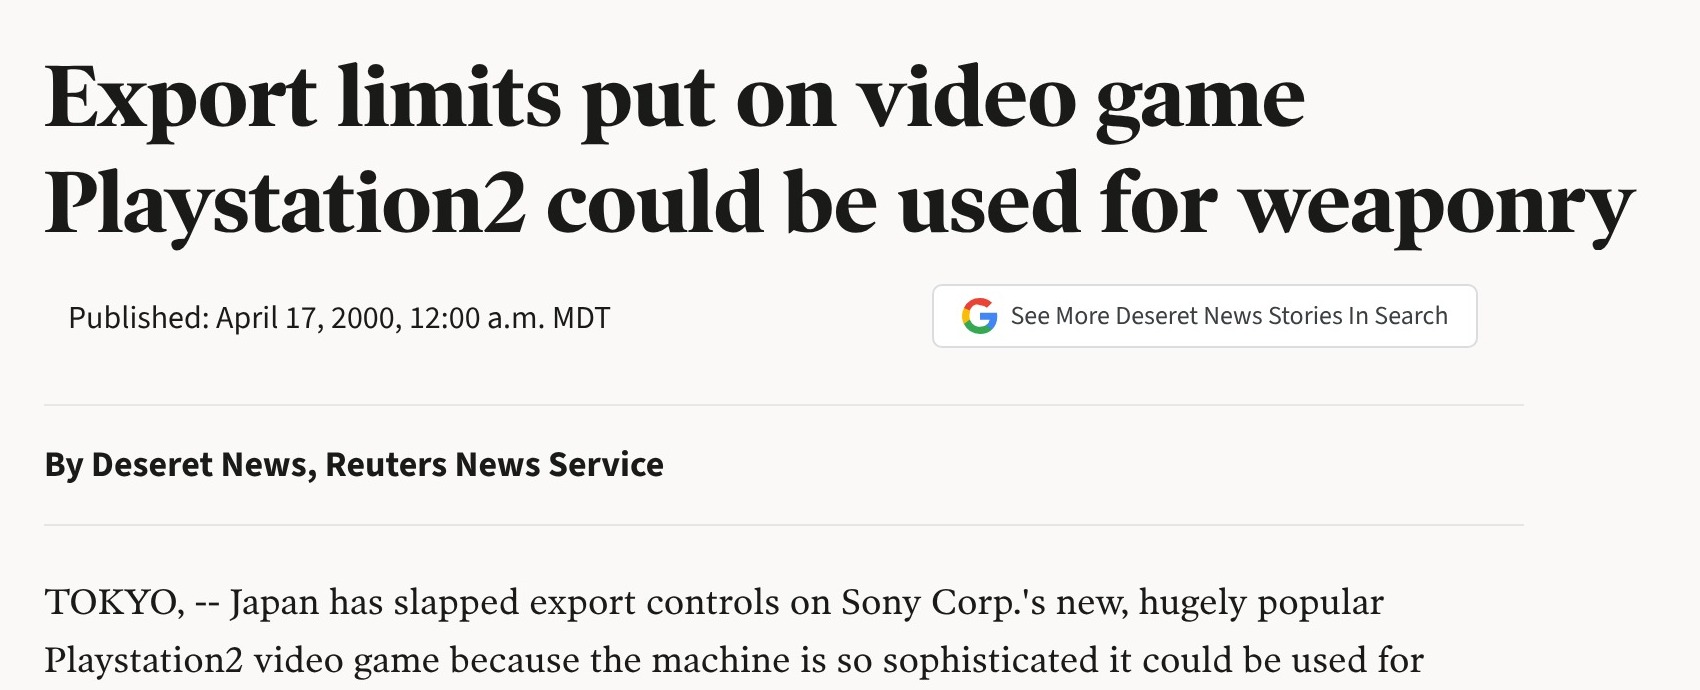 Export limits put on video game
Playstation2 could be used for weaponry
Published: April 17, 2000, 12:00 a.m. MDT
See More Deseret News Stories In Search
By Deseret News, Reuters News Service
TOKYO, -- Japan has slapped export controls on Sony Corp.'s new, hugely popular
Playstation2 video game because the machine is so sophisticated it could be used for